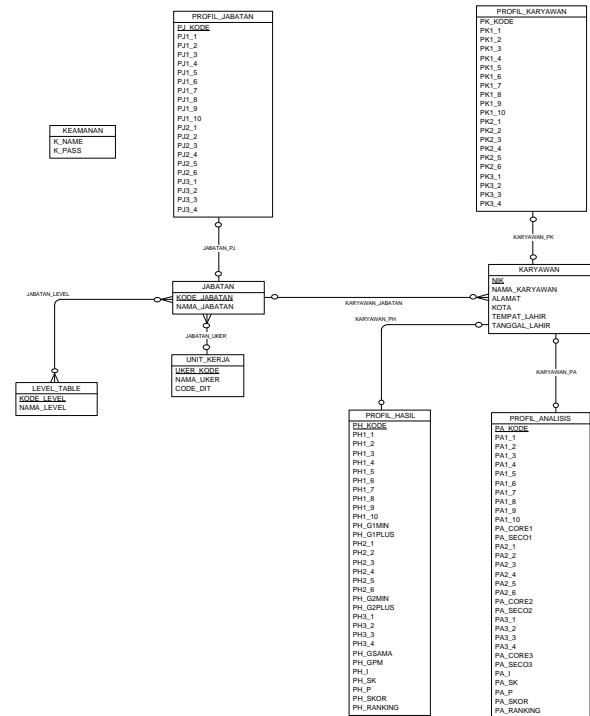 PROFIL_JABATAN
PJ_KODE
PJ1_1
PJ1_2
PJ1_3
PJ1_4
PJ1_5
PJ1_6
PJ1_7
PJ1_8
PJ1_9
PJ1_10
PJ2_1
PJ2_2
PJ2_3
PJ2_4
PJ2_5
PJ2_6
PJ3_1
PJ3_2
PJ3_3
PJ3_4
PROFIL_KARYAWAN
PK_KODE
PK1_1
PK1_2
PK1_3
PK1_4
PK1_5
PK1_6
PK1_7
PK1_8
PK1_9
PK1_10
PK2_1
PK2_2
PK2_3
PK2_4
PK2_5
PK2_6
PK3_1
PK3_2
PK3_3
PK3_4
KEAMANAN
K_NAME
K_PASS
JABATAN_PJ
KARYAWAN_PK
JABATAN
KODE_JABATAN
NAMA_JABATAN
KARYAWAN
NIK
NAMA_KARYAWAN
ALAMAT
KOTA
TEMPAT_LAHIR
TANGGAL_LAHIR
JABATAN_LEVEL
KARYAWAN_JABATAN
KARYAWAN_PH
JABATAN_UKER
KARYAWAN_PA
UNIT_KERJA
UKER_KODE
NAMA_UKER
CODE_DIT
LEVEL_TABLE
KODE_LEVEL
NAMA_LEVEL
PROFIL_HASIL
PH_KODE
PH1_1
PH1_2
PH1_3
PH1_4
PH1_5
PH1_6
PH1_7
PH1_8
PH1_9
PH1_10
PH_G1MIN
PH_G1PLUS
PH2_1
PH2_2
PH2_3
PH2_4
PH2_5
PH2_6
PH_G2MIN
PH_G2PLUS
PH3_1
PH3_2
PH3_3
PH3_4
PH_GSAMA
PH_GPM
PH_I
PH_SK
PH_P
PH_SKOR
PH_RANKING
PROFIL_ANALISIS
PA_KODE
PA1_1
PA1_2
PA1_3
PA1_4
PA1_5
PA1_6
PA1_7
PA1_8
PA1_9
PA1_10
PA_CORE1
PA_SECO1
PA2_1
PA2_2
PA2_3
PA2_4
PA2_5
PA2_6
PA_CORE2
PA_SECO2
PA3_1
PA3_2
PA3_3
PA3_4
PA_CORE3
PA_SECO3
PA_I
PA_SK
PA_P
PA_SKOR
PA_RANKING